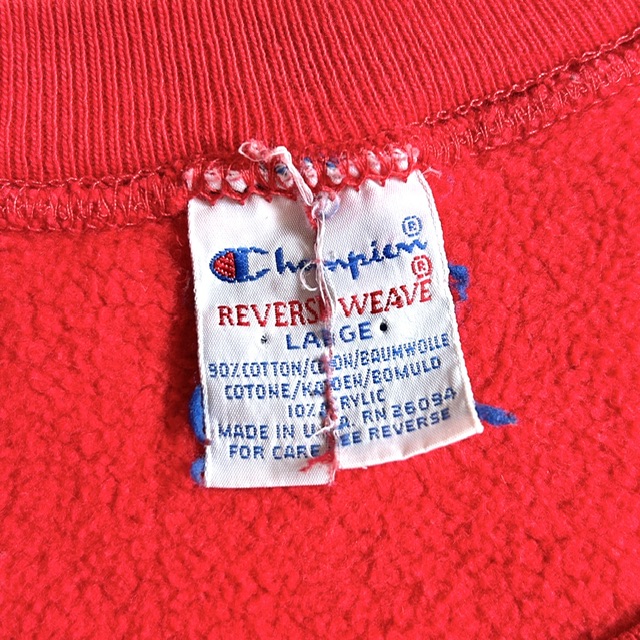 Champion®
REVERSE WEAVE®
LARGE
90% COTTON/COTON/BAUMWOLLE
COTONE/KATOEN/BOMULD
10% ACRYLIC
MADE IN U.S.A. RN 26094
FOR CARE SEE REVERSE